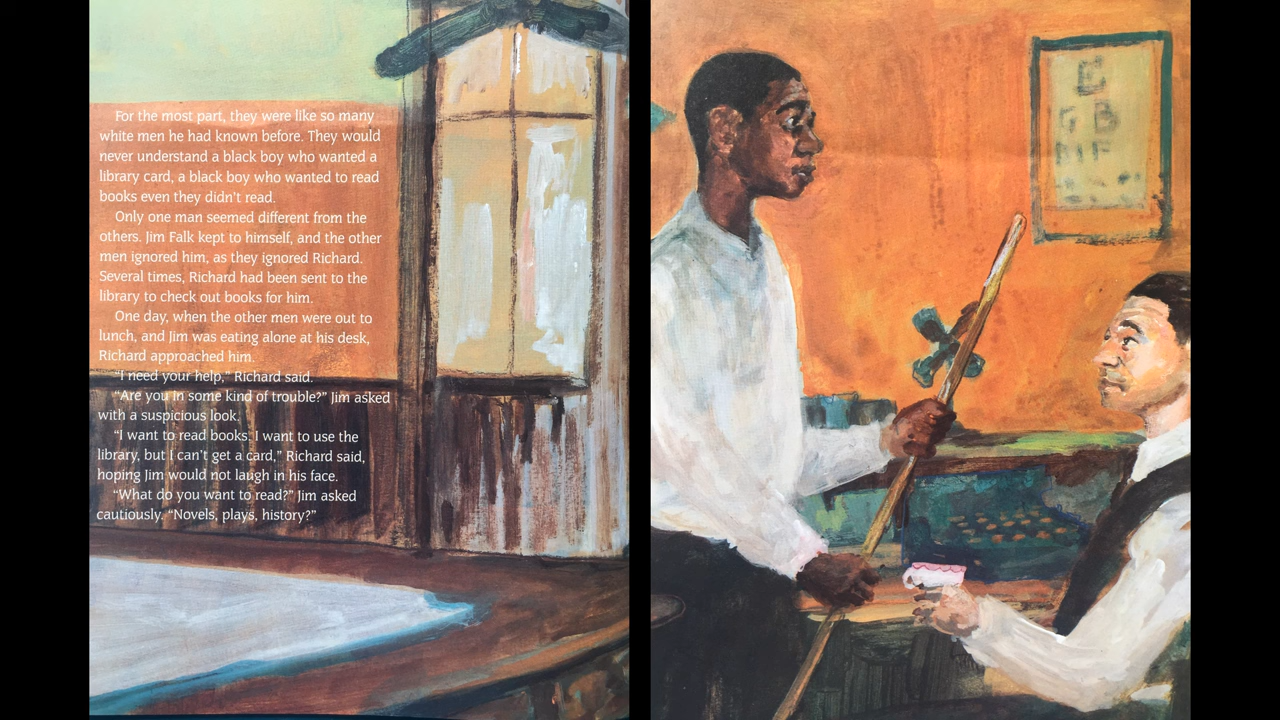 For the most part, they were like so many
white men he had known before. They would
never understand a black boy who wanted a
library card, a black boy who wanted to read
books even they didn't read.
Only one man seemed different from the
others. Jim Falk kept to himself, and the other
men ignored him, as they ignored Richard.
Several times, Richard had been sent to the
library to check out books for him.
One day, when the other men were out to
lunch, and Jim was eating alone at his desk,
Richard approached him.
"I need your help," Richard said.
"Are you in some kind of trouble?" Jim asked
with a suspicious look.
"I want to read books. I want to use the
library, but I can't get a card," Richard said,
hoping Jim would not laugh in his face.
"What do you want to read?" Jim asked
cautiously. "Novels, plays, history?"
E
G B